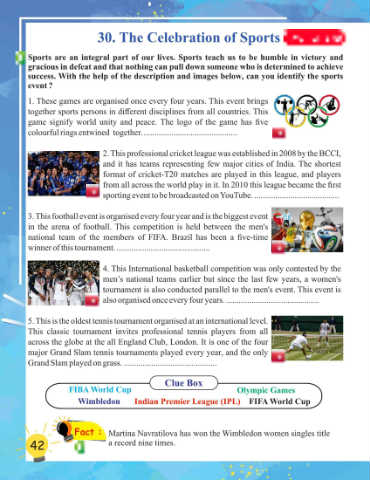 30. The Celebration of Sports
Sports are an integral part of our lives. Sports teach us to be humble in victory and
gracious in defeat and that nothing can pull down someone who is determined to achieve
success. With the help of the description and images below, can you identify the sports
event ?
1. These games are organised once every four years. This event brings
together sports persons in different disciplines from all countries. This
game signify world unity and peace. The logo of the game has five
colourful rings entwined together. ..........................................
2. This professional cricket league was established in 2008 by the BCCI,
and it has teams representing few major cities of India. The shortest
format of cricket-T20 matches are played in this league, and players
from all across the world play in it. In 2010 this league became the first
sporting event to be broadcasted on YouTube. ......................................
3. This football event is organised every four year and is the biggest event
in the arena of football. This competition is held between the men's
national team of the members of FIFA. Brazil has been a five-time
winner of this tournament. ..........................................
4. This International basketball competition was only contested by the
men's national teams earlier but since the last few years, a women's
tournament is also conducted parallel to the men's event. This event is
also organised once every four years. ..........................................
5. This is the oldest tennis tournament organised at an international level.
This classic tournament invites professional tennis players from all
across the globe at the all England Club, London. It is one of the four
major Grand Slam tennis tournaments played every year, and the only
Grand Slam played on grass. ..........................................
Clue Box
FIBA World Cup Olympic Games
Wimbledon Indian Premier League (IPL) FIFA World Cup
Fact : Martina Navratilova has won the Wimbledon women singles title
a record nine times.
42